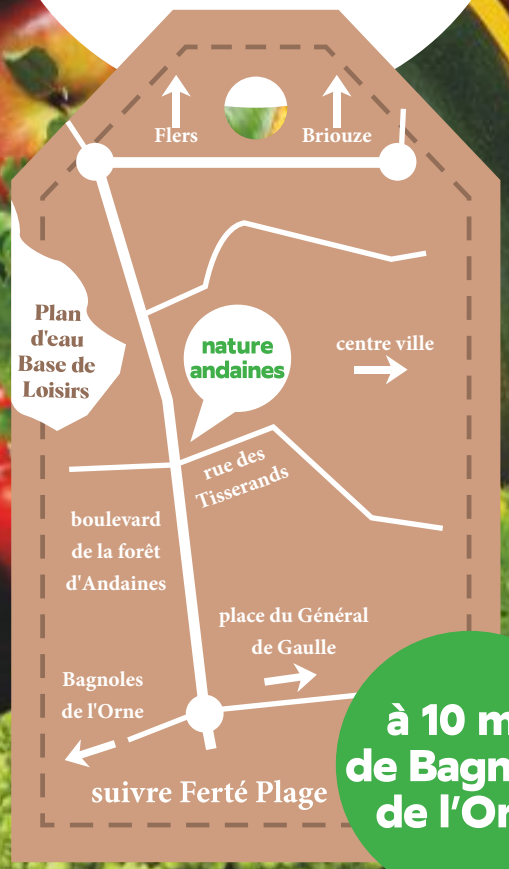 Flers
Briouze
Plan
d'eau
Base de
Loisirs
nature
andaines
centre ville
rue des
Tisserands
boulevard
de la forêt
d'Andaines
place du Général
de Gaulle
Bagnoles
de l'Orne
suivre Ferté Plage
à 10 m
de Bagn
de l'Or